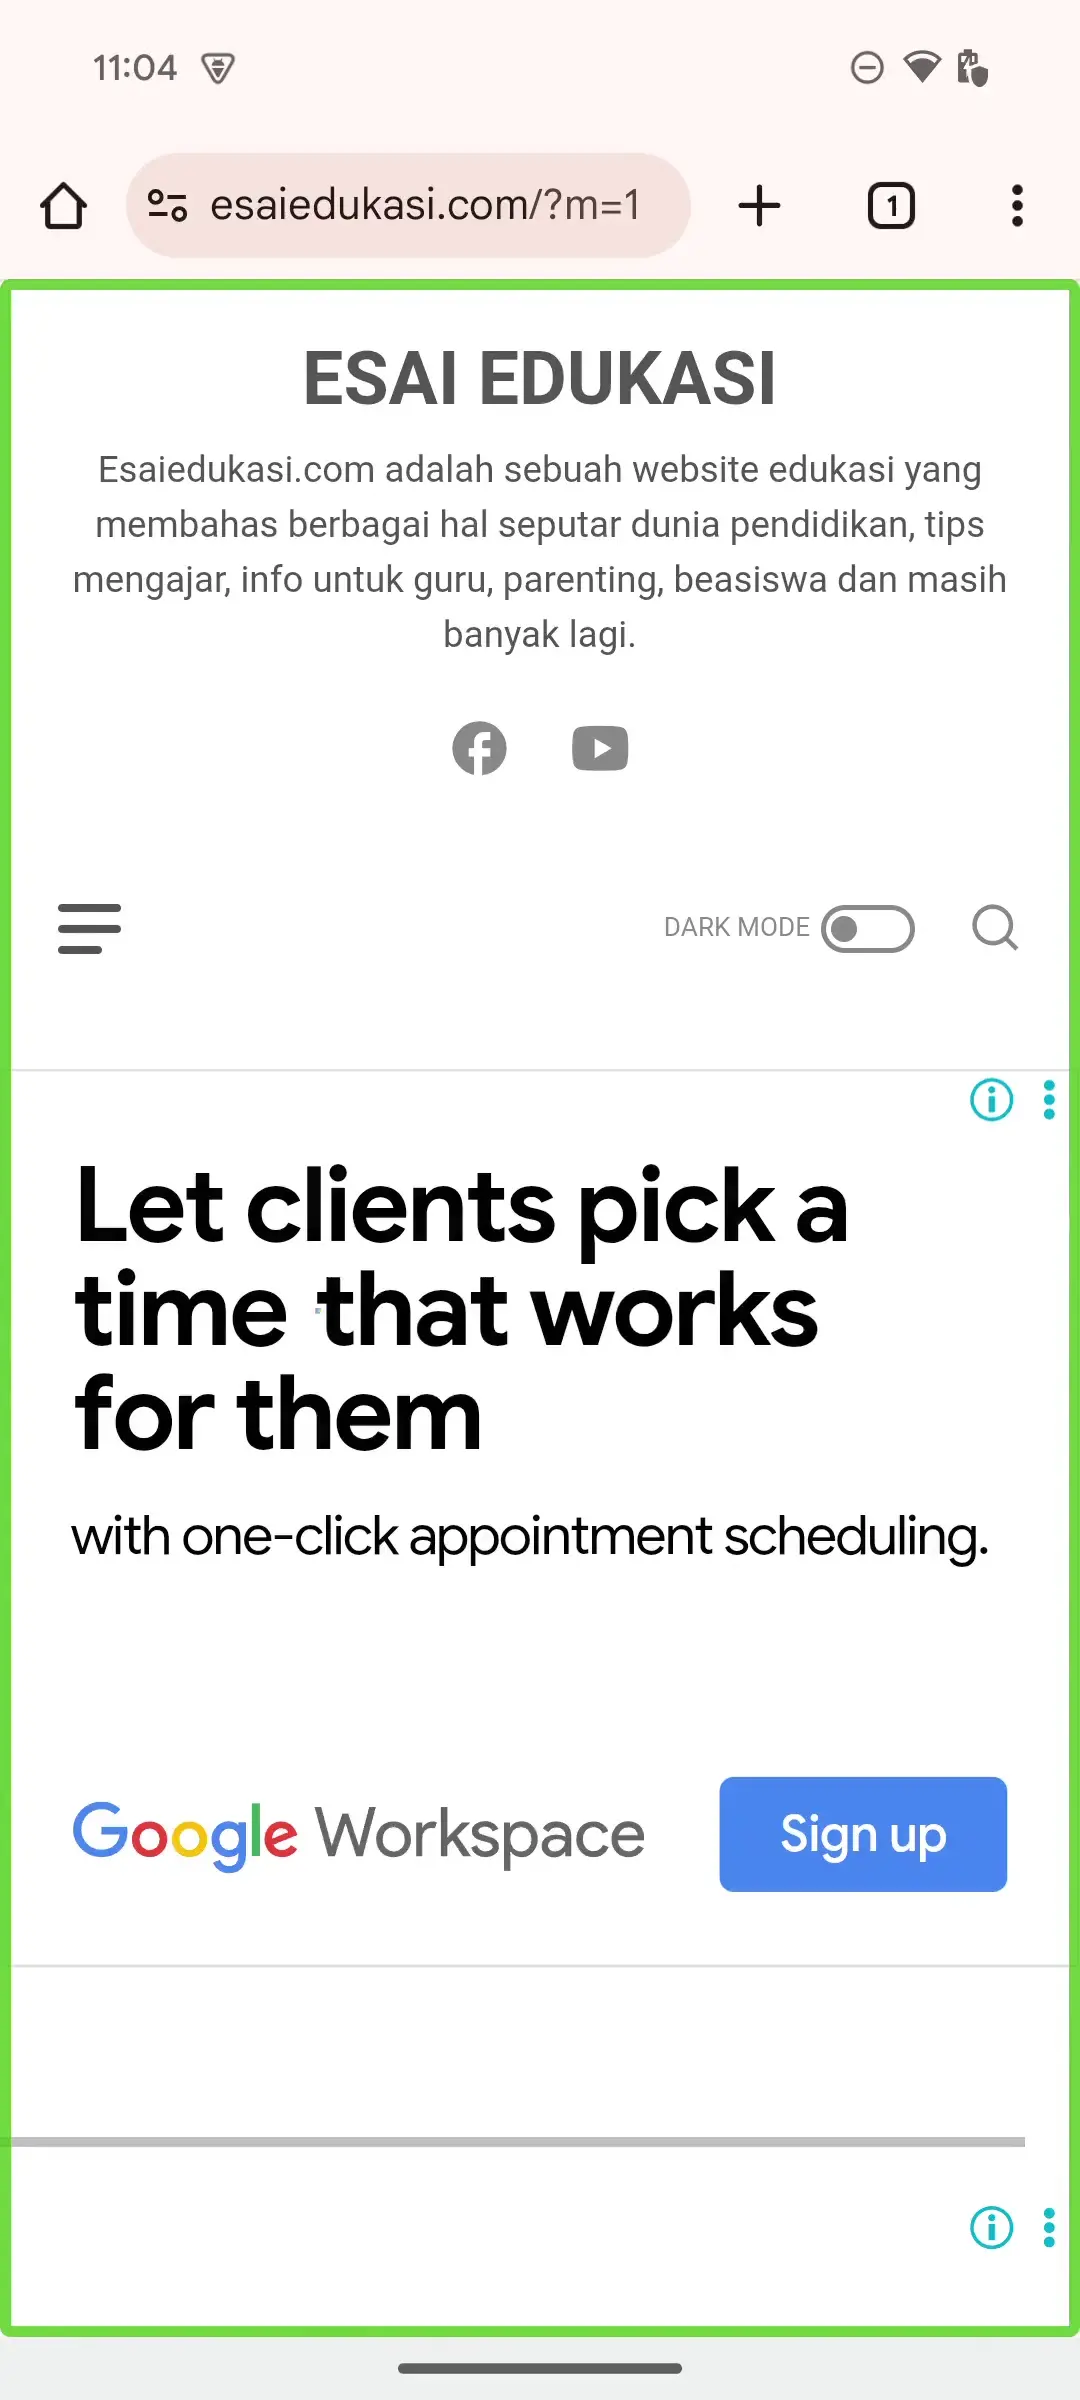 11:04
esaiedukasi.com/?m=1
1
ESAI EDUKASI
Esaiedukasi.com adalah sebuah website edukasi yang
membahas berbagai hal seputar dunia pendidikan, tips
mengajar, info untuk guru, parenting, beasiswa dan masih
banyak lagi.
DARK MODE
Let clients pick a
time that works
for them
with one-click appointment scheduling.
Google Workspace
Sign up